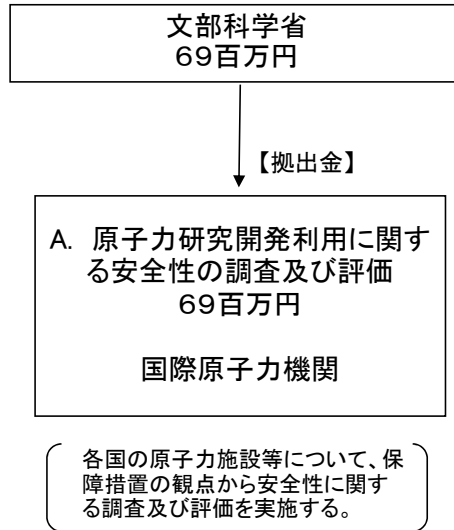 文部科学省
69百万円
【拠出金】
A. 原子力研究開発利用に関す
る安全性の調査及び評価
69百万円
国際原子力機関
各国の原子力施設等について、保
障措置の観点から安全性に関す
る調査及び評価を実施する。